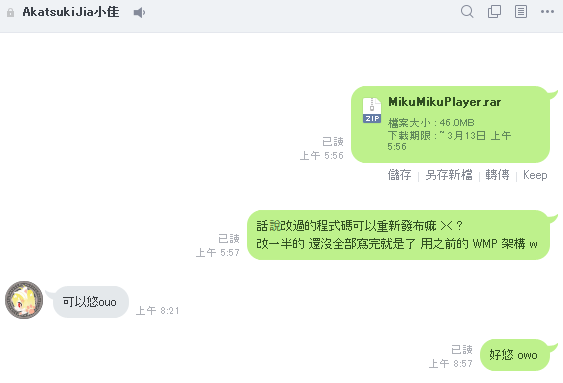 AkatsukiJia小佳
MikuMikuPlayer.rar
ZIP
檔案大小 : 46.0MB
下載期限 : ~ 3月13日 上午
5:56
已讀
上午 5:56
儲存 | 另存新檔 | 轉傳 | Keep
話說改過的程式碼可以重新發布嘛 >< ?
改一半的 還沒全部寫完就是了 用之前的 WMP 架構 w
已讀
上午 5:57
可以悠ouo
上午 8:21
好悠 owo
已讀
上午 8:57